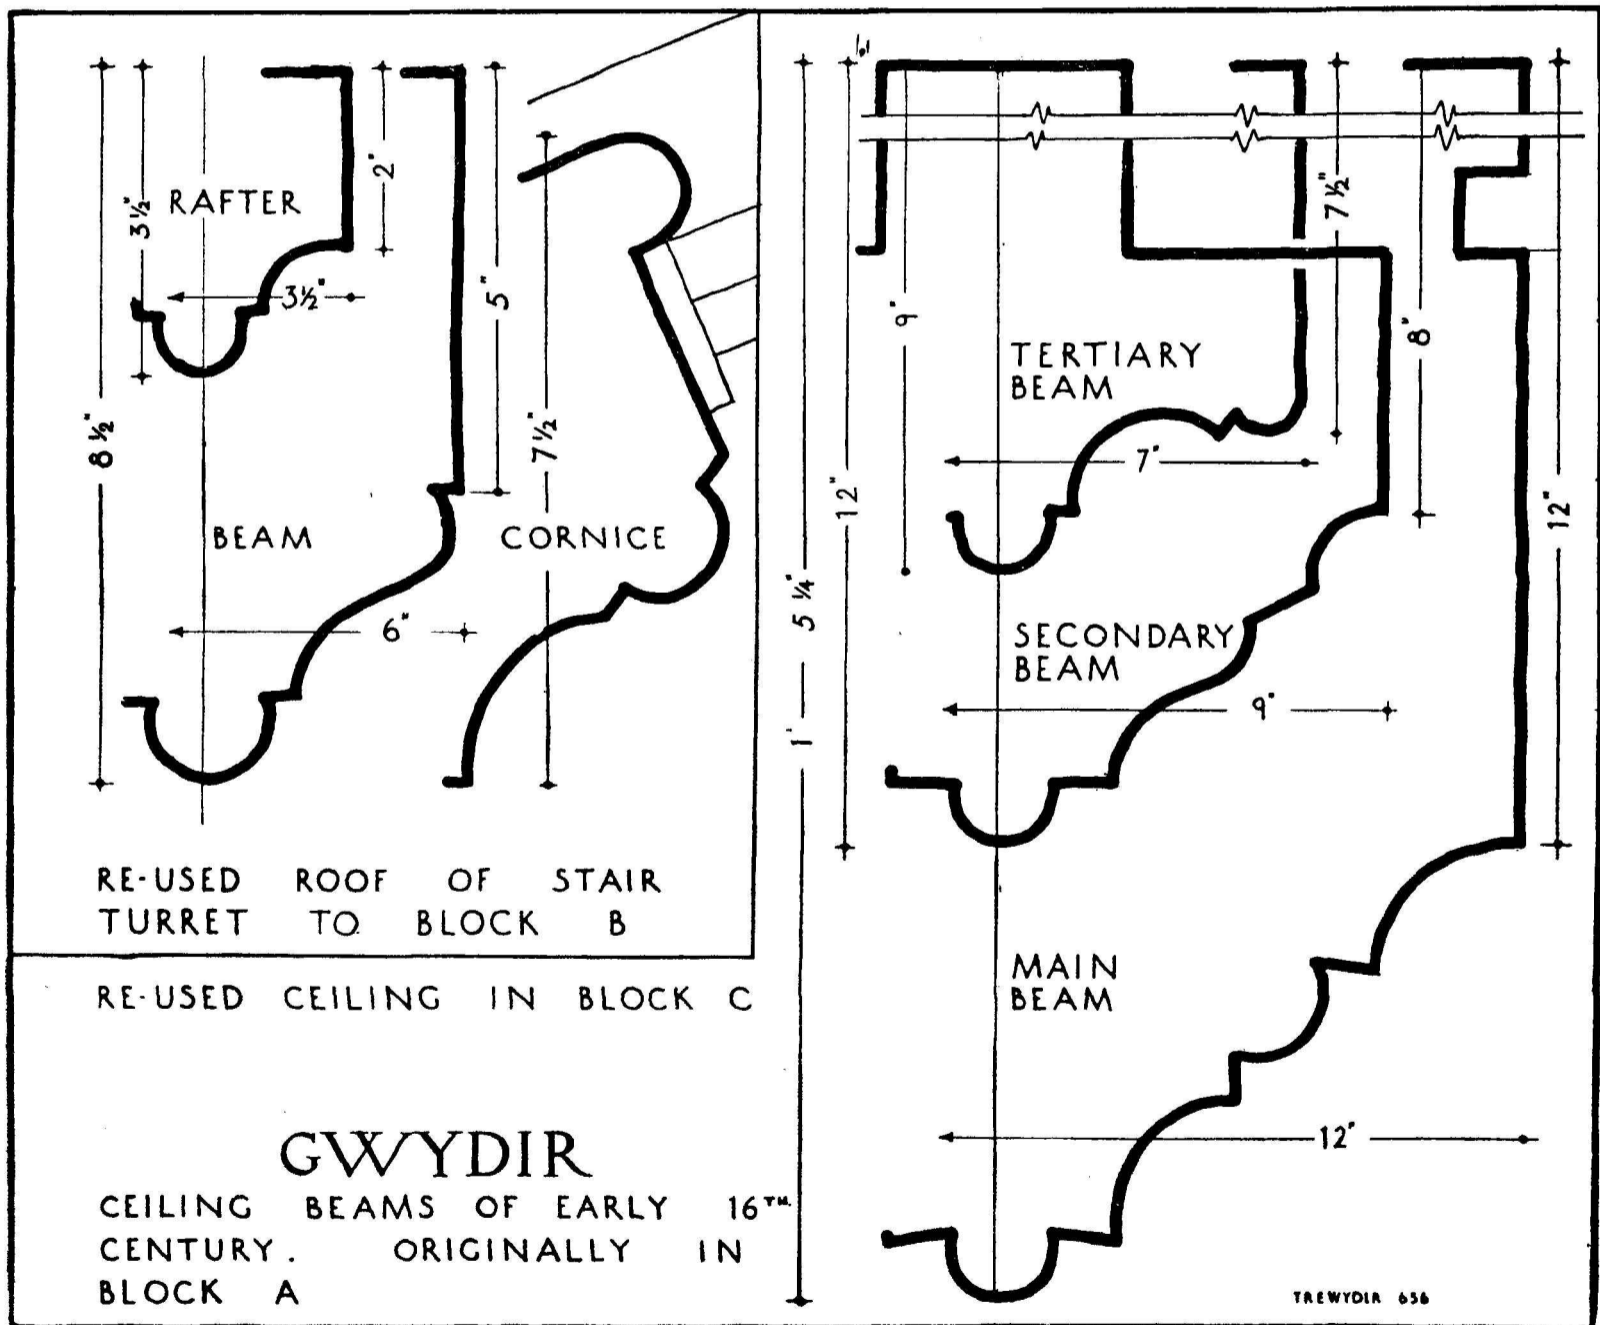 3½"
RAFTER
2"
3½"
8½"
5"
7½"
BEAM
CORNICE
6"
RE-USED ROOF OF STAIR
TURRET TO BLOCK B
RE-USED CEILING IN BLOCK C
GWYDIR
CEILING BEAMS OF EARLY 16TH.
CENTURY. ORIGINALLY IN
BLOCK A
7½"
9"
8"
TERTIARY
BEAM
7"
12"
12"
1' 5¼"
SECONDARY
BEAM
9"
MAIN
BEAM
12"